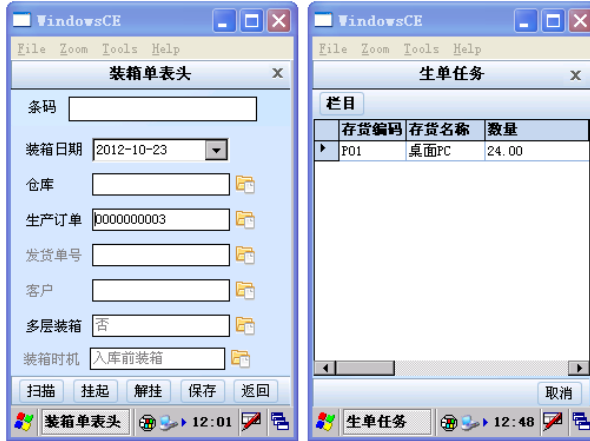 WindowsCE
File Zoom Tools Help
装箱单表头 x
条码
装箱日期 2012-10-23
仓库
生产订单 0000000003
发货单号
客户
多层装箱 否
装箱时机 入库前装箱
扫描 挂起 解挂 保存 返回
装箱单表头 12:01
WindowsCE
File Zoom Tools Help
生单任务 x
栏目
存货编码 存货名称 数量
P01 桌面PC 24.00
取消
生单任务 12:48